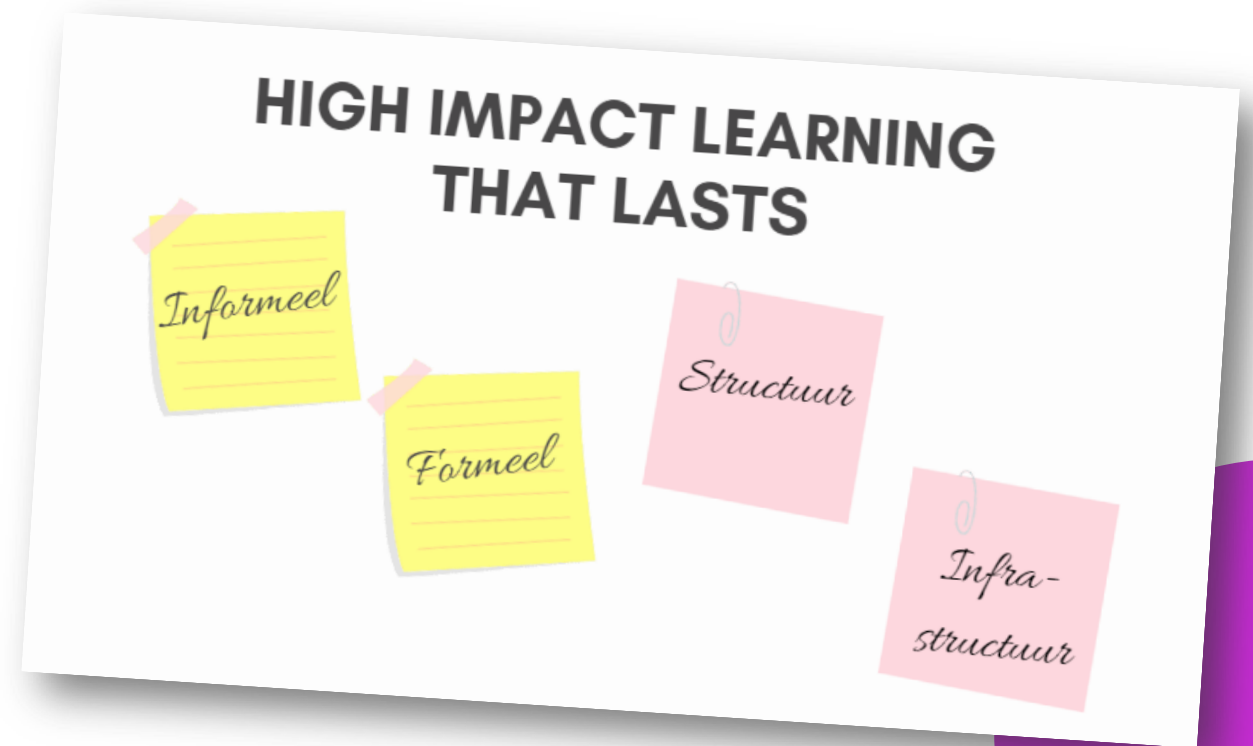 HIGH IMPACT LEARNING
THAT LASTS
Informeel
Formeel
Structuur
Infra-
structuur